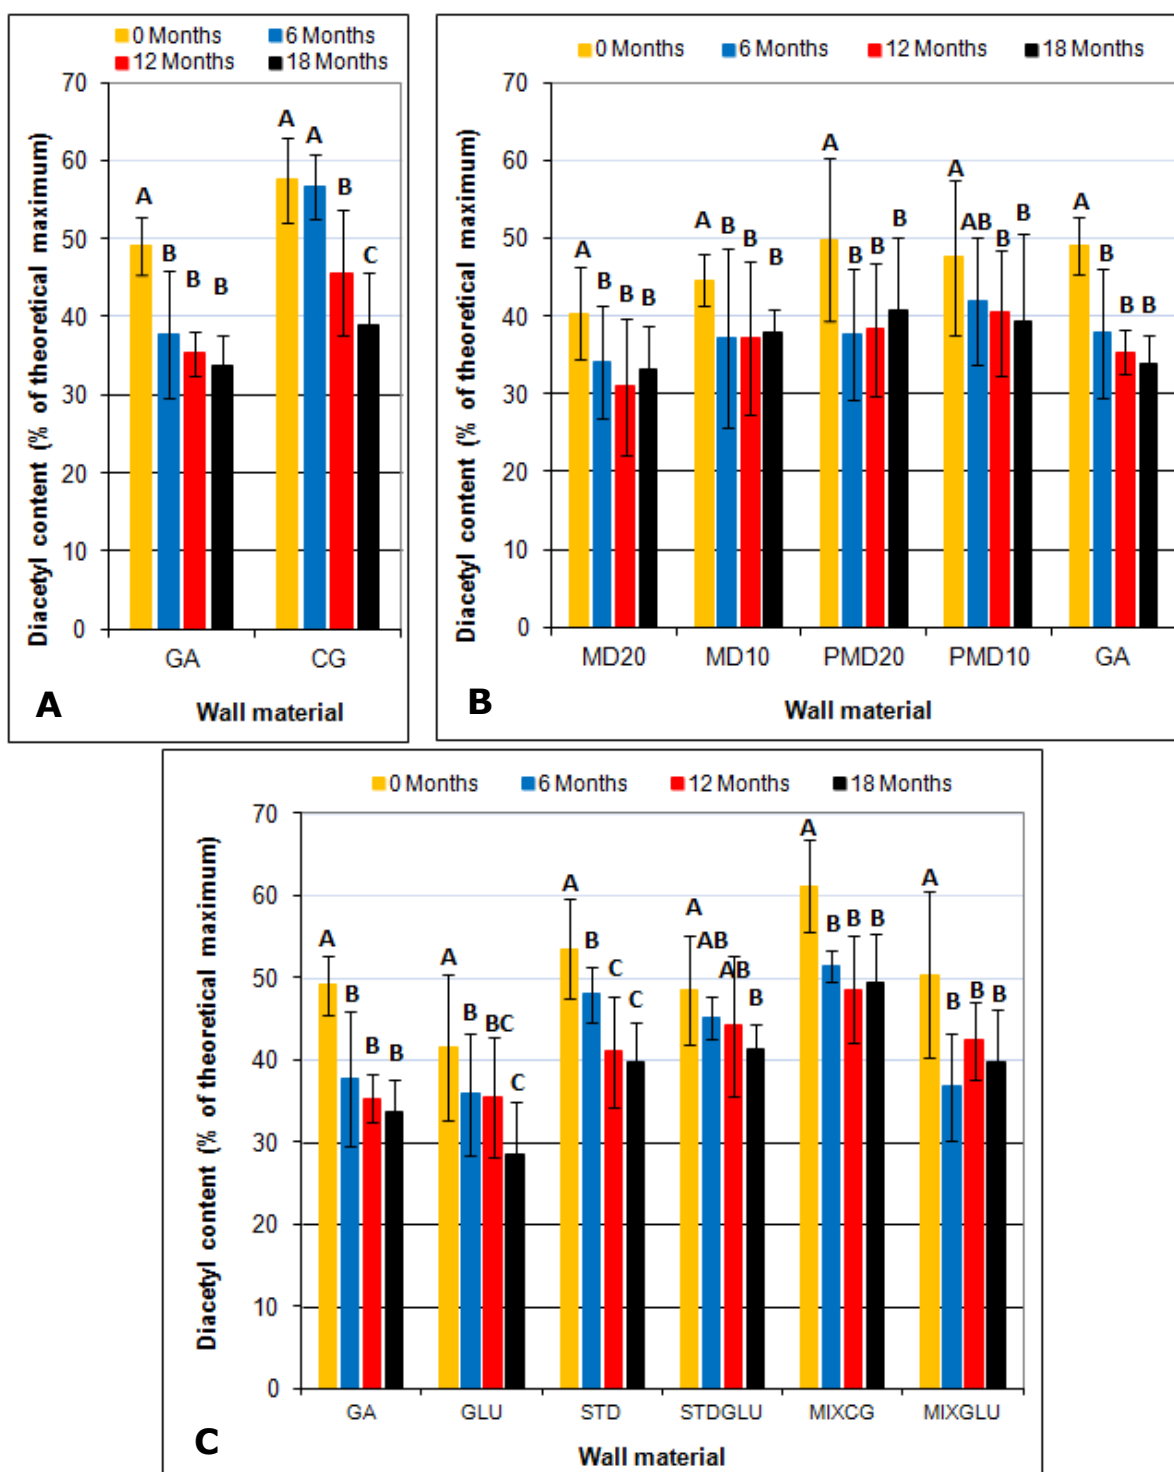 0 Months 6 Months
12 Months 18 Months
Diacetyl content (% of theoretical maximum)
70
60
50
40
30
20
10
0
A B B B A A B C
GA CG
Wall material
A
0 Months 6 Months 12 Months 18 Months
Diacetyl content (% of theoretical maximum)
70
60
50
40
30
20
10
0
A B B B A B B B A B B B A AB B B A B B B
MD20 MD10 PMD20 PMD10 GA
Wall material
B
0 Months 6 Months 12 Months 18 Months
Diacetyl content (% of theoretical maximum)
70
60
50
40
30
20
10
0
A B B B A B BC C A B C C A AB AB B A B B B A B B B
GA GLU STD STDGLU MIXCG MIXGLU
Wall material
C